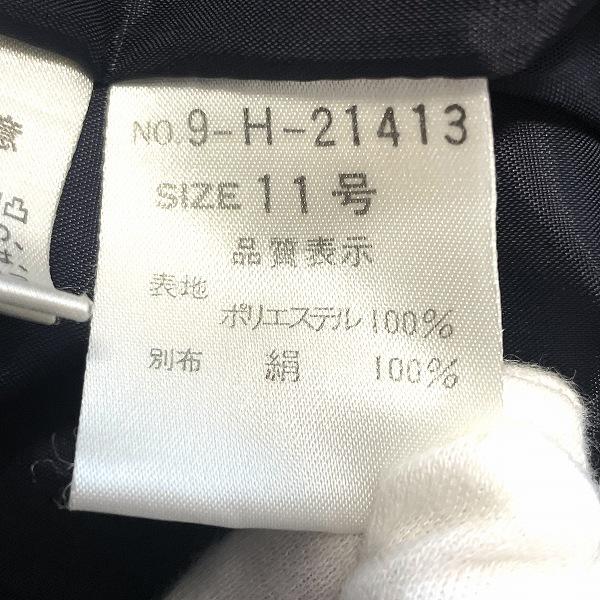 NO.9-H-21413
SIZE 11号
品質表示
表地
ポリエステル100%
別布 絹 100%
意